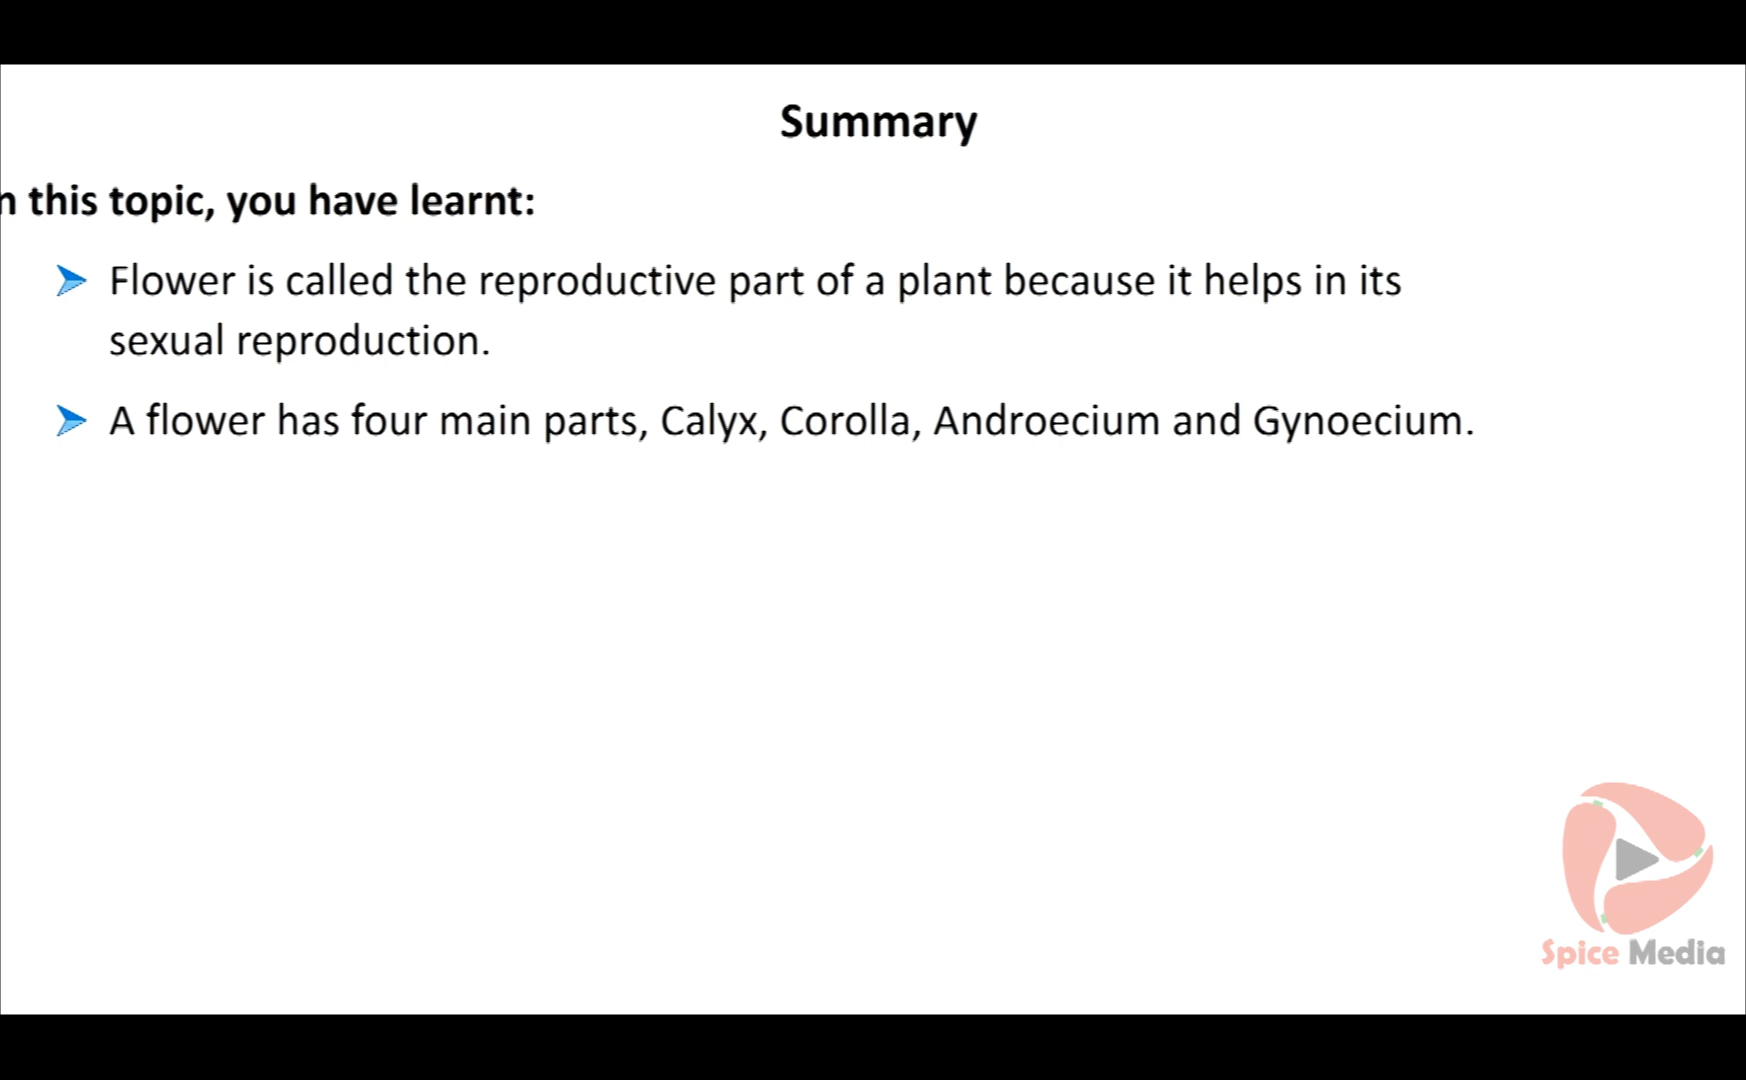 Summary
n this topic, you have learnt:
Flower is called the reproductive part of a plant because it helps in its
sexual reproduction.
A flower has four main parts, Calyx, Corolla, Androecium and Gynoecium.
Spice Media